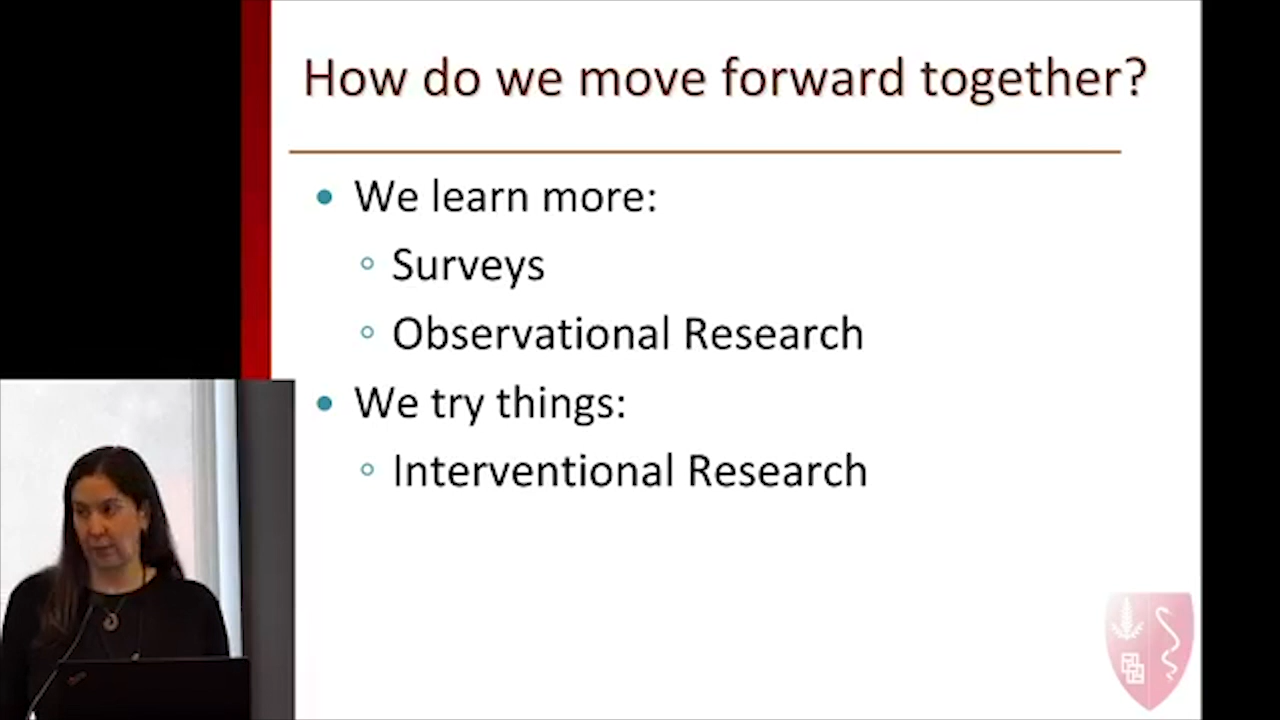 How do we move forward together?
• We learn more:
◦ Surveys
◦ Observational Research
• We try things:
◦ Interventional Research